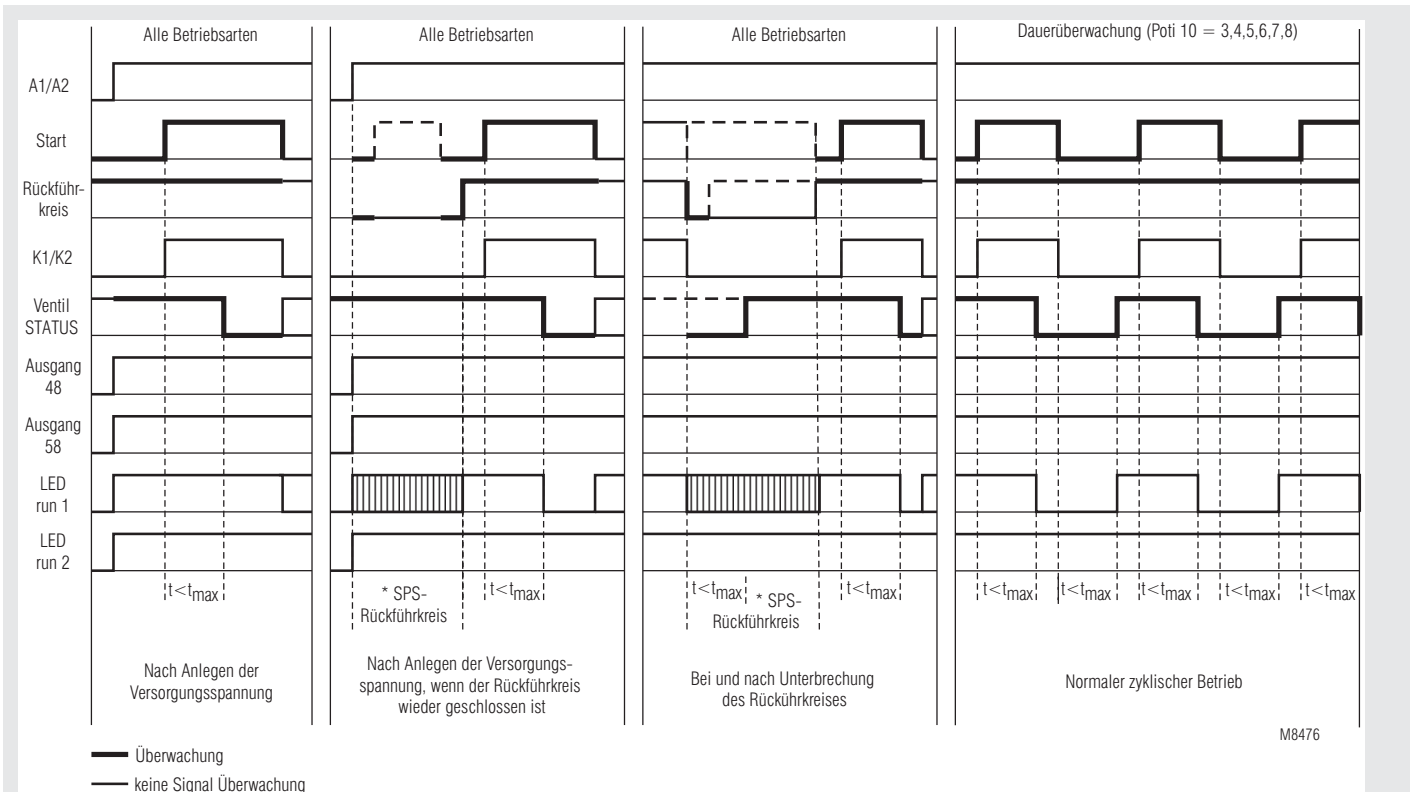 Alle Betriebsarten
Alle Betriebsarten
Alle Betriebsarten
Dauerüberwachung (Poti 10 = 3,4,5,6,7,8)
A1/A2
Start
Rückführ-
kreis
K1/K2
Ventil
STATUS
Ausgang
48
Ausgang
58
LED
run 1
LED
run 2
t<tmax
* SPS-
Rückführkreis
t<tmax
t<tmax
* SPS-
Rückführkreis
t<tmax
t<tmax
t<tmax
t<tmax
t<tmax
t<tmax
Nach Anlegen der
Versorgungsspannung
Nach Anlegen der Versorgungs-
spannung, wenn der Rückführkreis
wieder geschlossen ist
Bei und nach Unterbrechung
des Rückührkreises
Normaler zyklischer Betrieb
M8476
Überwachung
keine Signal Überwachung